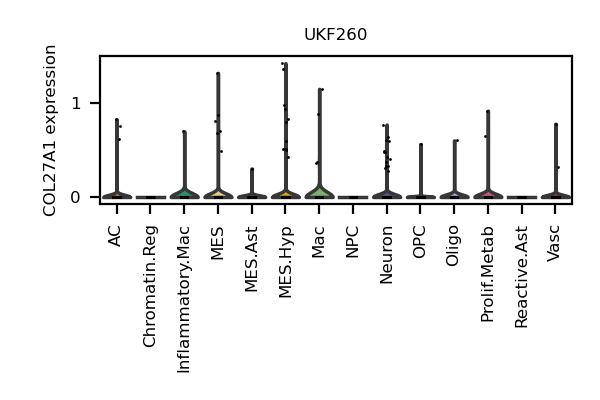 UKF260
COL27A1 expression
1
0
AC
Chromatin.Reg
Inflammatory.Mac
MES
MES.Ast
MES.Hyp
Mac
NPC
Neuron
OPC
Oligo
Prolif.Metab
Reactive.Ast
Vasc